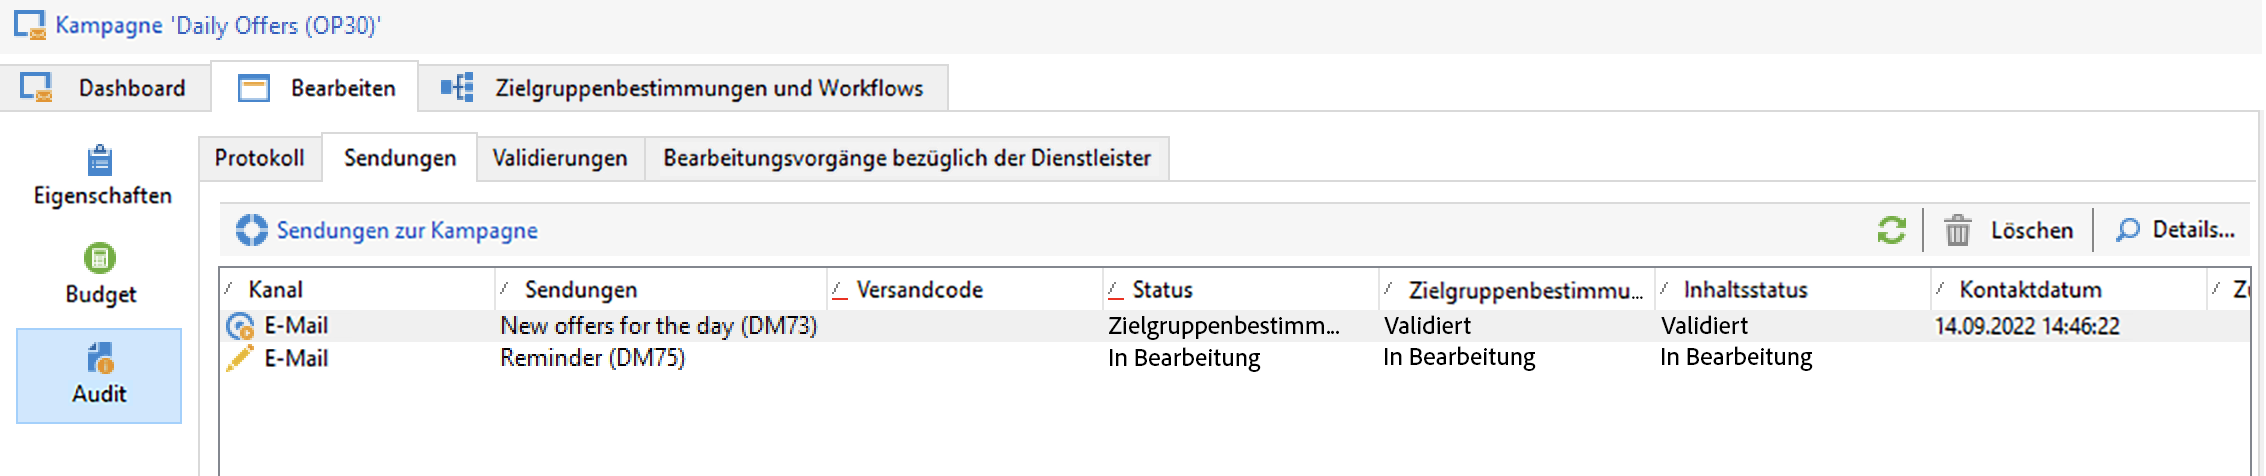 Kampagne 'Daily Offers (OP30)'
Dashboard Bearbeiten Zielgruppenbestimmungen und Workflows
Protokoll Sendungen Validierungen Bearbeitungsvorgänge bezüglich der Dienstleister
Eigenschaften
Budget
Audit
Sendungen zur Kampagne Löschen Details...
Kanal Sendungen Versandcode Status Zielgruppenbestimmu... Inhaltsstatus Kontaktdatum
E-Mail New offers for the day (DM73) Zielgruppenbestimm... Validiert Validiert 14.09.2022 14:46:22
E-Mail Reminder (DM75) In Bearbeitung In Bearbeitung In Bearbeitung